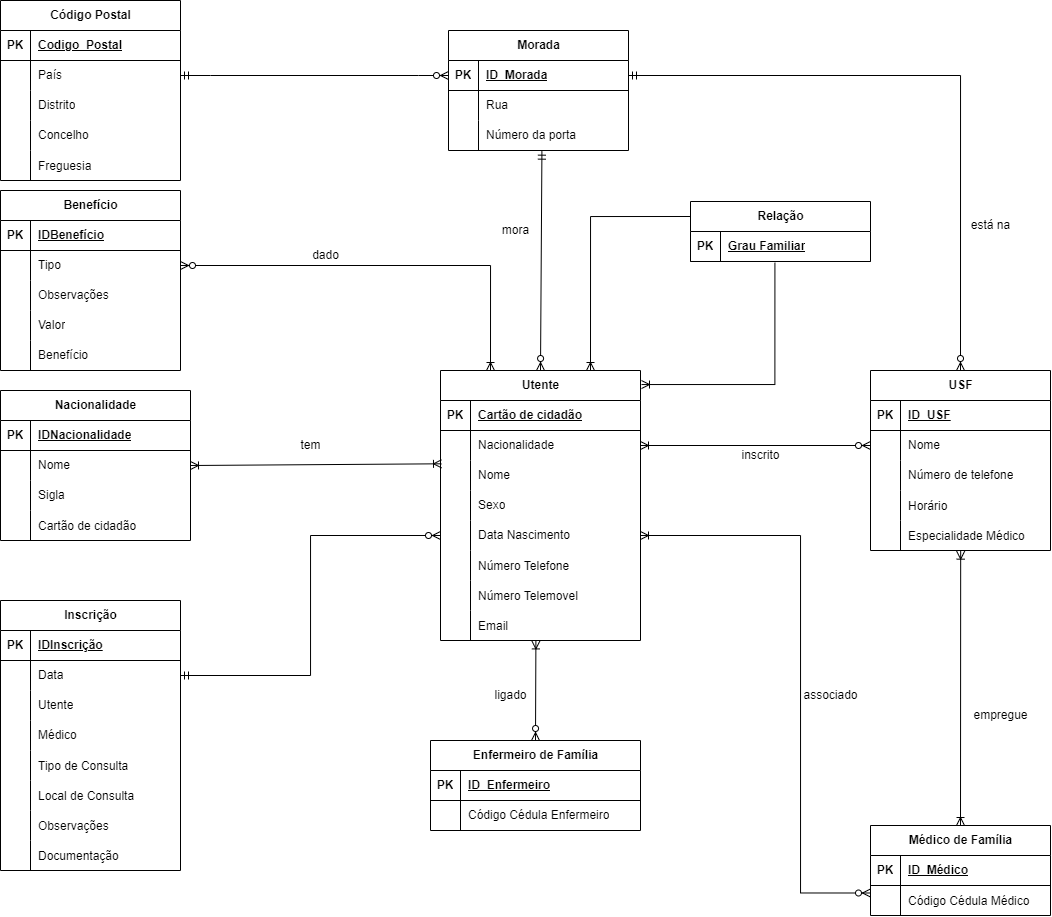 Código Postal
PK Codigo_Postal
País
Distrito
Concelho
Freguesia
Morada
PK ID_Morada
Rua
Número da porta
Benefício
PK IDBenefício
Tipo
Observações
Valor
Benefício
dado
mora
Relação
PK Grau Familiar
está na
Nacionalidade
PK IDNacionalidade
Nome
Sigla
Cartão de cidadão
tem
Utente
PK Cartão de cidadão
Nacionalidade
Nome
Sexo
Data Nascimento
Número Telefone
Número Telemovel
Email
inscrito
USF
PK ID_USF
Nome
Número de telefone
Horário
Especialidade Médico
Inscrição
PK IDInscrição
Data
Utente
Médico
Tipo de Consulta
Local de Consulta
Observações
Documentação
ligado
associado
empregue
Enfermeiro de Família
PK ID_Enfermeiro
Código Cédula Enfermeiro
Médico de Família
PK ID_Médico
Código Cédula Médico